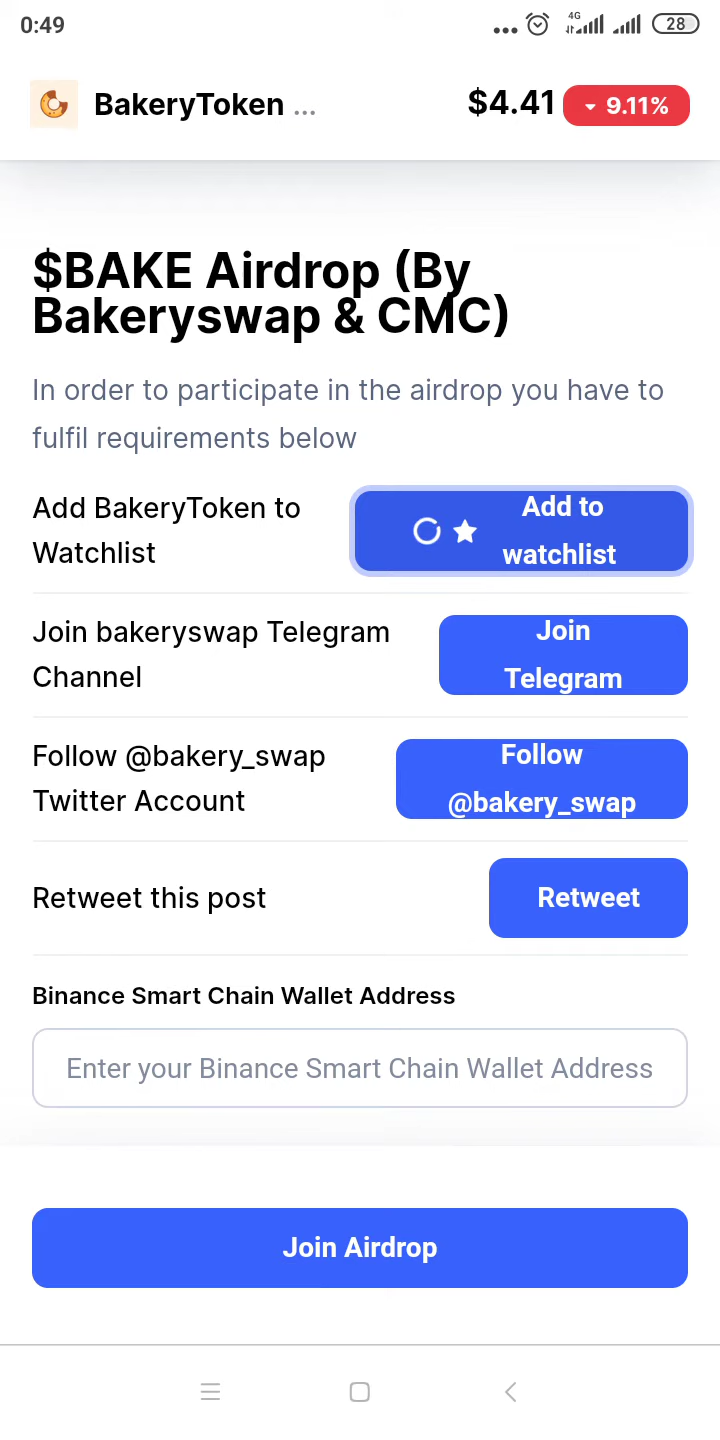 0:49
4G
28
BakeryToken ...
$4.41
9.11%
$BAKE Airdrop (By
Bakeryswap & CMC)
In order to participate in the airdrop you have to
fulfil requirements below
Add BakeryToken to
Watchlist
Add to
watchlist
Join bakeryswap Telegram
Channel
Join
Telegram
Follow @bakery_swap
Twitter Account
Follow
@bakery_swap
Retweet this post
Retweet
Binance Smart Chain Wallet Address
Enter your Binance Smart Chain Wallet Address
Join Airdrop